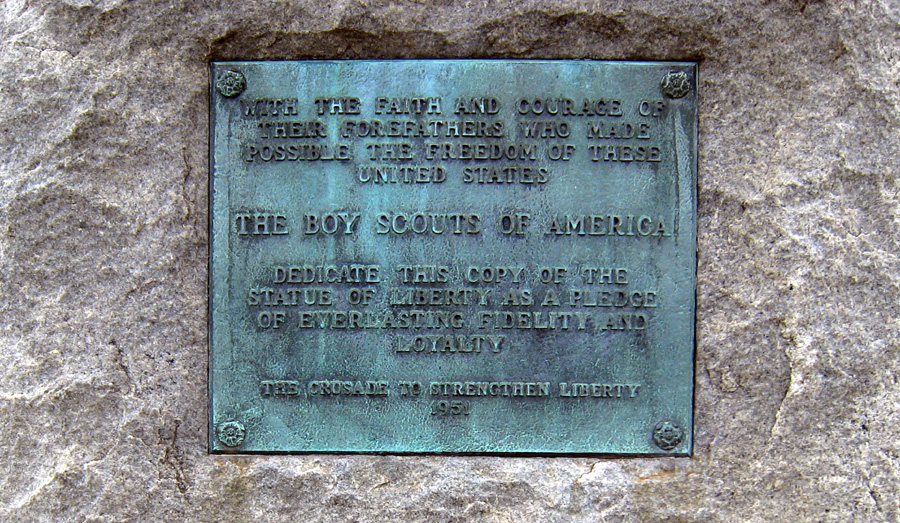 WITH THE FAITH AND COURAGE OF
THEIR FOREFATHERS WHO MADE
POSSIBLE THE FREEDOM OF THESE
UNITED STATES
THE BOY SCOUTS OF AMERICA
DEDICATE THIS COPY OF THE
STATUE OF LIBERTY AS A PLEDGE
OF EVERLASTING FIDELITY AND
LOYALTY
THE CRUSADE TO STRENGTHEN LIBERTY
1951